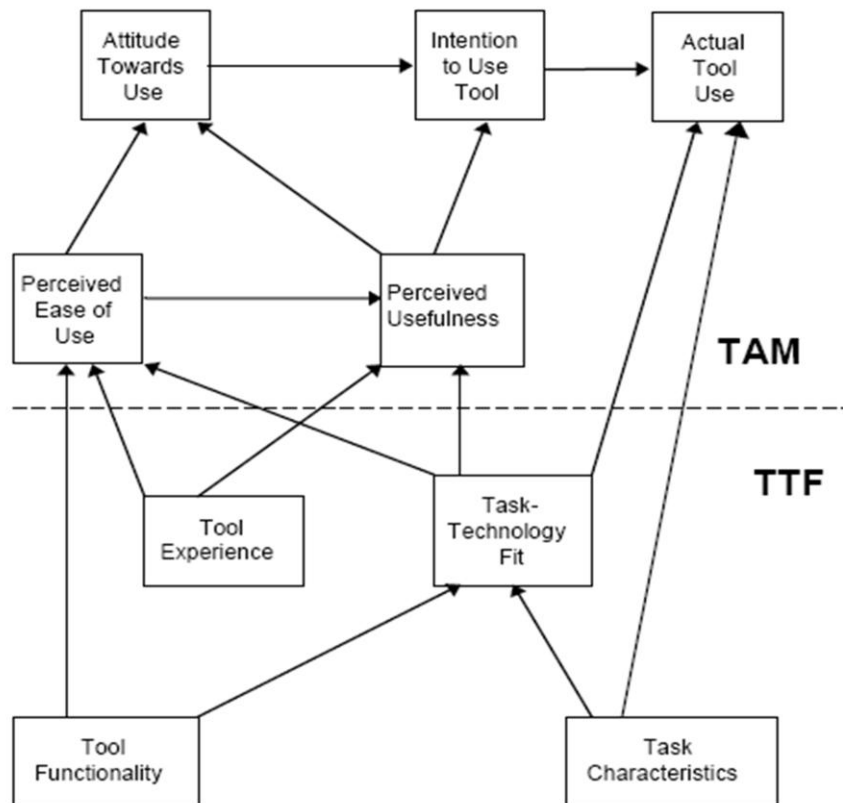 Attitude
Towards
Use
Intention
to Use
Tool
Actual
Tool
Use
Perceived
Ease of
Use
Perceived
Usefulness
TAM
TTF
Tool
Experience
Task-
Technology
Fit
Tool
Functionality
Task
Characteristics